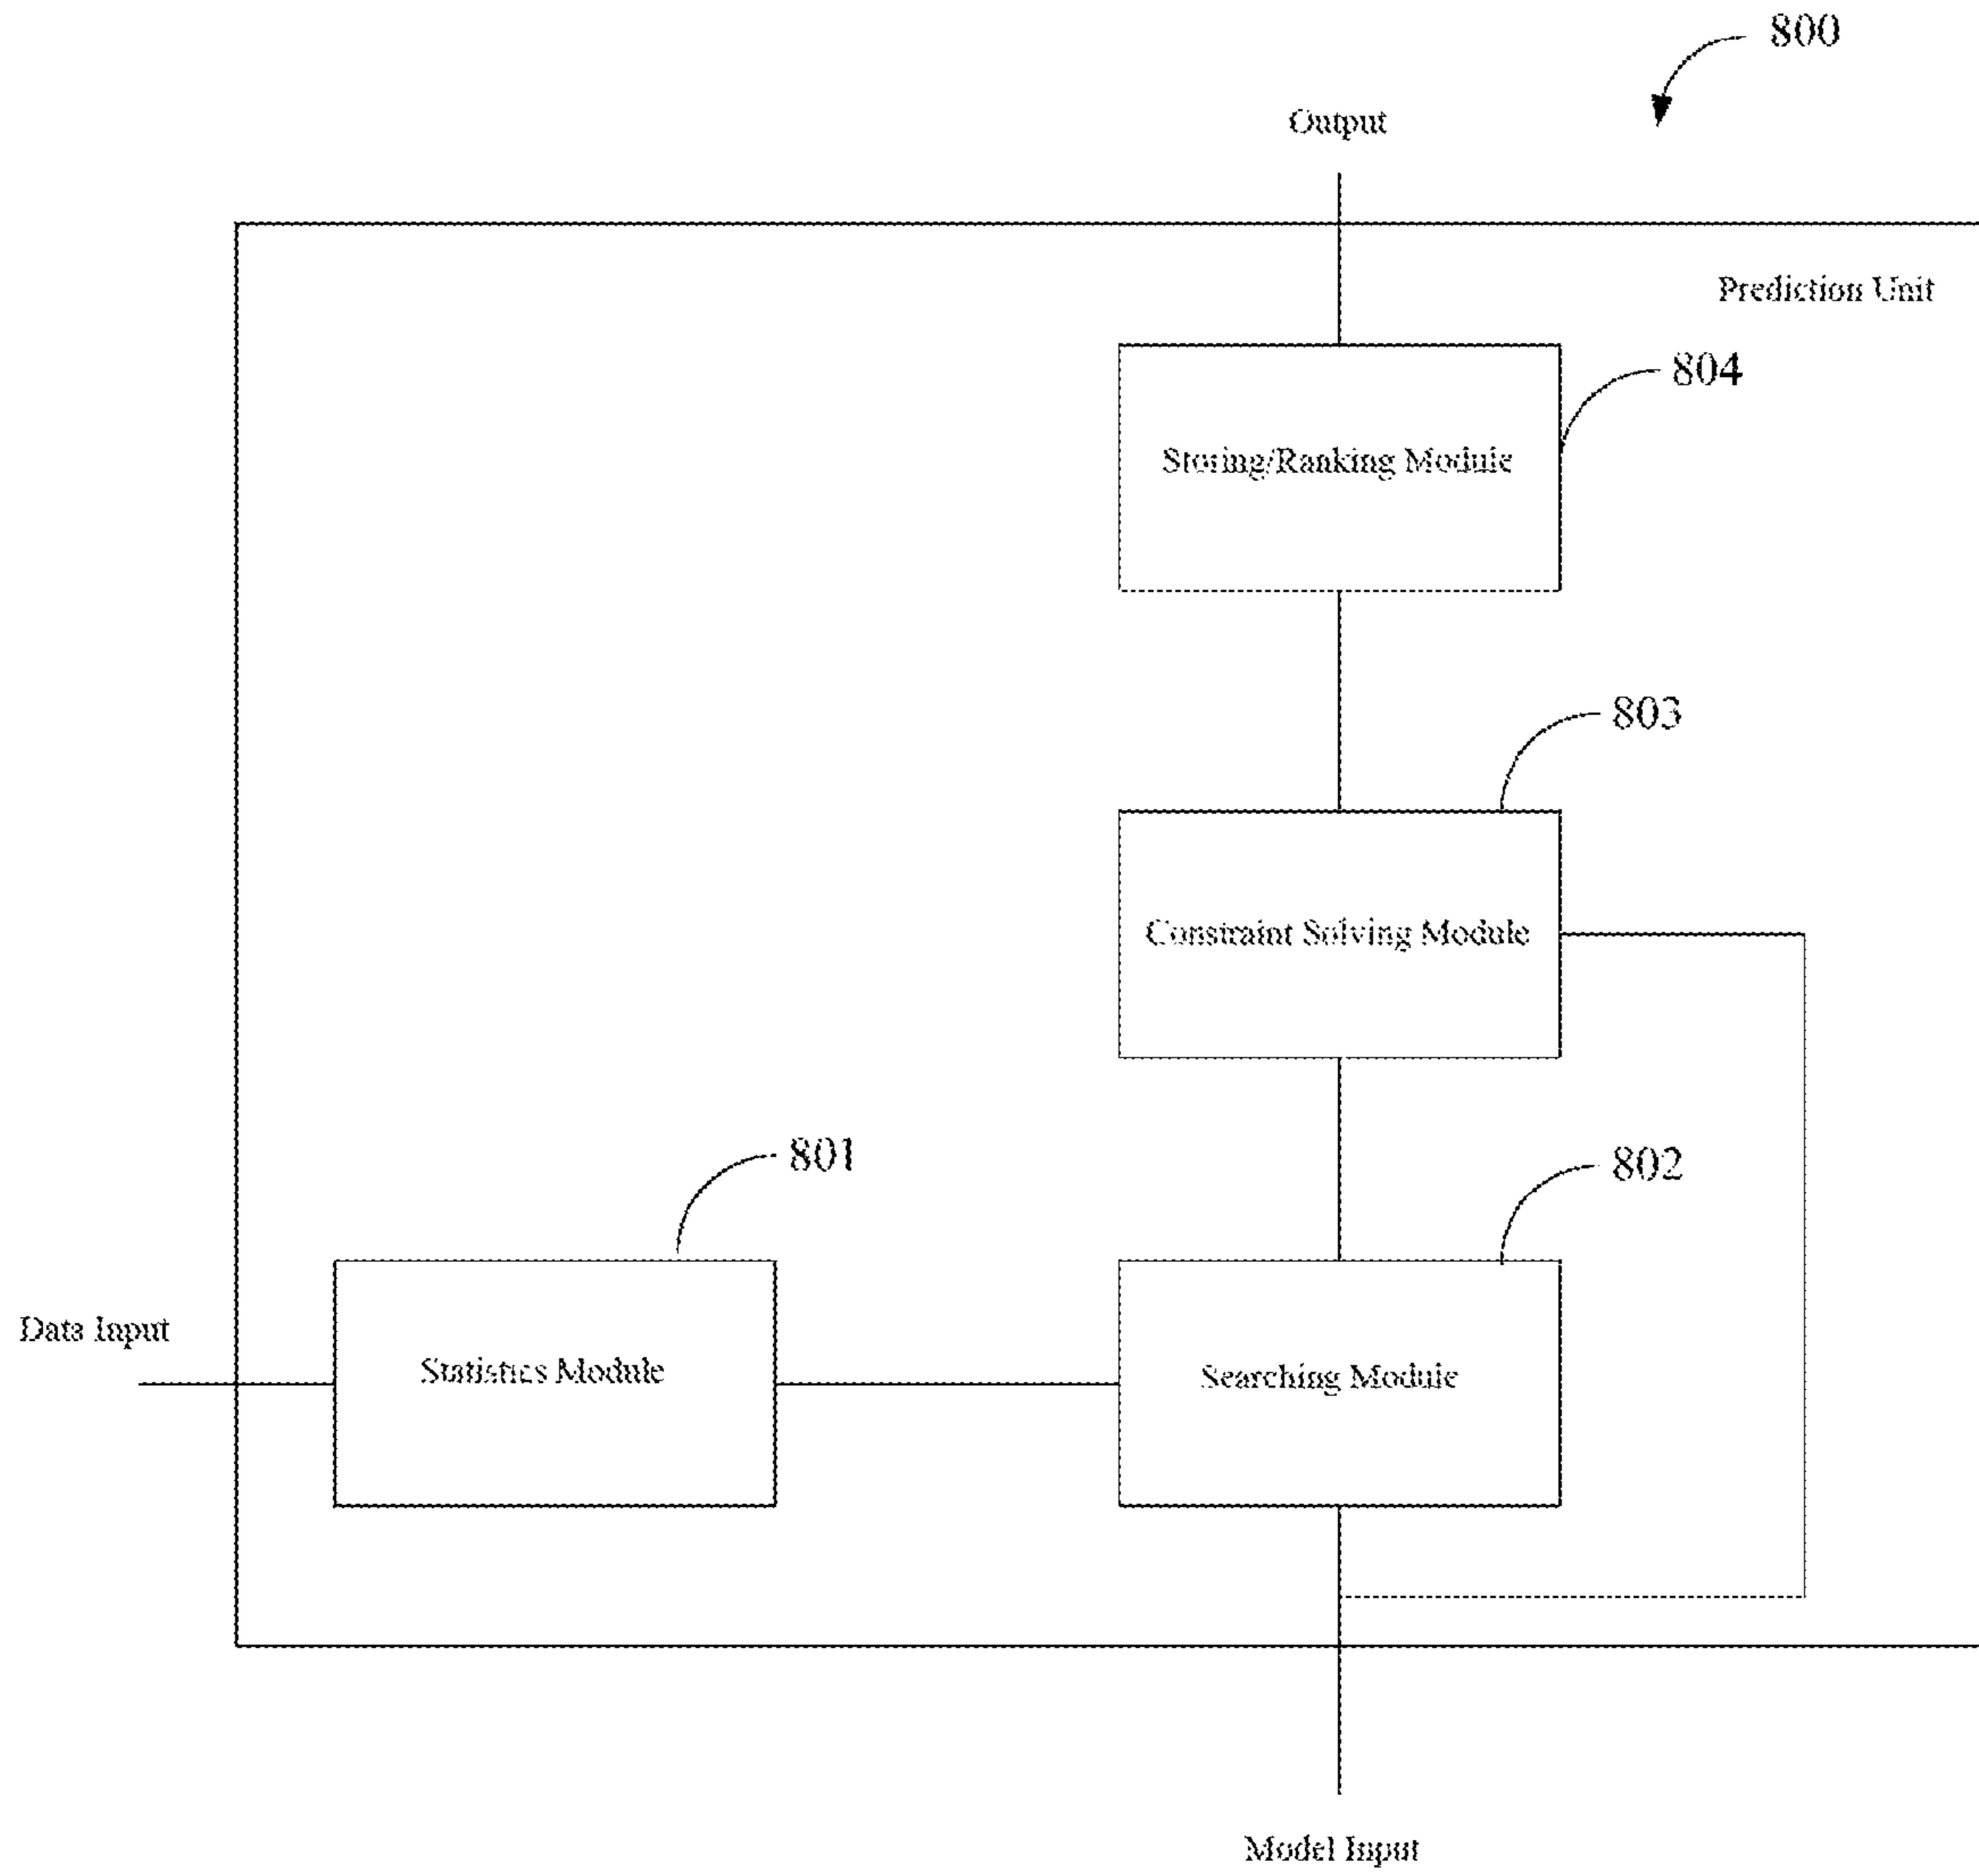 800
Output
Prediction Unit
804
Storing/Ranking Module
803
Constraint Solving Module
801
802
Data Input
Statistics Module
Searching Module
Model Input